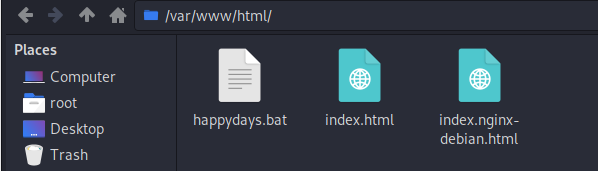 /var/www/html/
Places
Computer
root
Desktop
Trash
happydays.bat
index.html
index.nginx-
debian.html